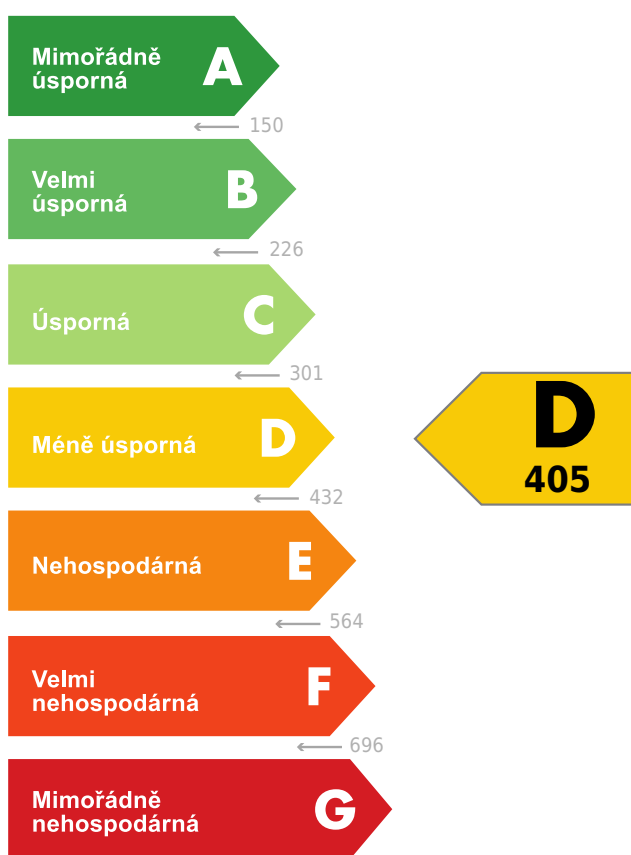 Mimořádně
úsporná
A
← 150
Velmi
úsporná
B
← 226
Úsporná
C
← 301
Méně úsporná
D
D
405
← 432
Nehospodárná
E
← 564
Velmi
nehospodárná
F
← 696
Mimořádně
nehospodárná
G